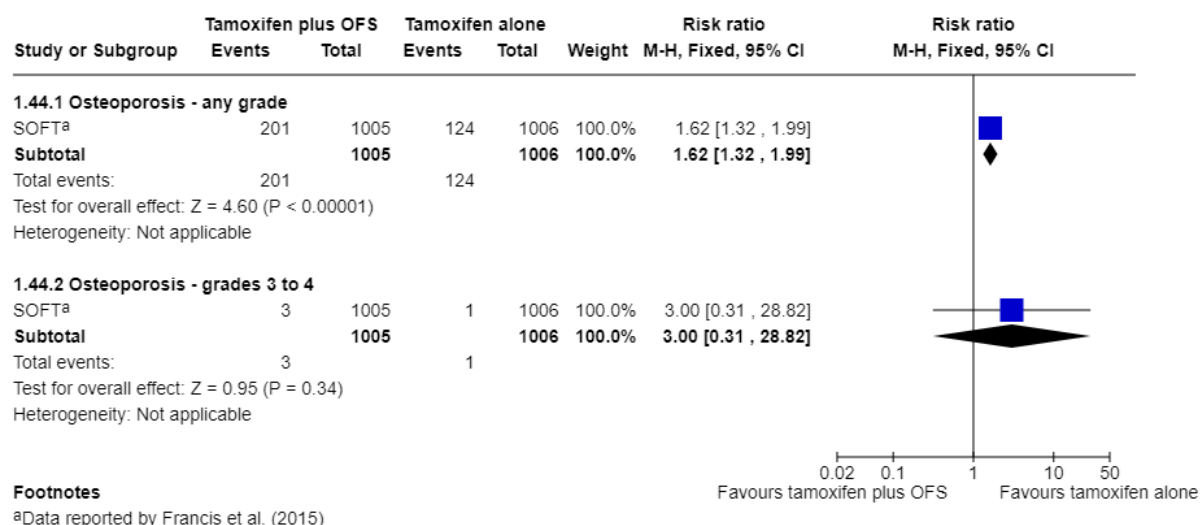 Tamoxifen plus OFS Tamoxifen alone Risk ratio Risk ratio
Study or Subgroup Events Total Events Total Weight M-H, Fixed, 95% CI M-H, Fixed, 95% CI
1.44.1 Osteoporosis - any grade
SOFTa 201 1005 124 1006 100.0% 1.62 [1.32 , 1.99]
Subtotal 1005 1006 100.0% 1.62 [1.32 , 1.99]
Total events: 201 124
Test for overall effect: Z = 4.60 (P < 0.00001)
Heterogeneity: Not applicable
1.44.2 Osteoporosis - grades 3 to 4
SOFTa 3 1005 1 1006 100.0% 3.00 [0.31 , 28.82]
Subtotal 1005 1006 100.0% 3.00 [0.31 , 28.82]
Total events: 3 1
Test for overall effect: Z = 0.95 (P = 0.34)
Heterogeneity: Not applicable
0.02 0.1 1 10 50
Favours tamoxifen plus OFS Favours tamoxifen alone
Footnotes
aData reported by Francis et al. (2015)